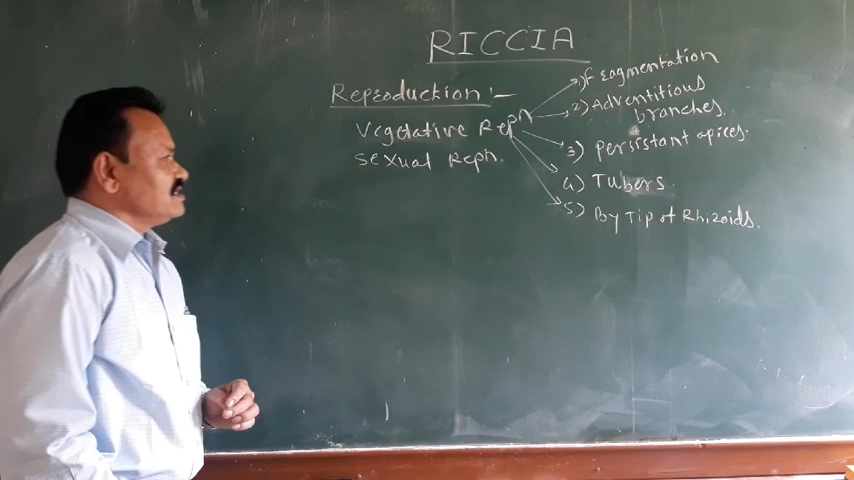 RICCIA
Reproduction :-
Vegetative Repn
Sexual Repn.
1) Fragmentation
2) Adventitious
branches.
3) Persistant apices.
4) Tubers.
5) By Tip of Rhizoids.